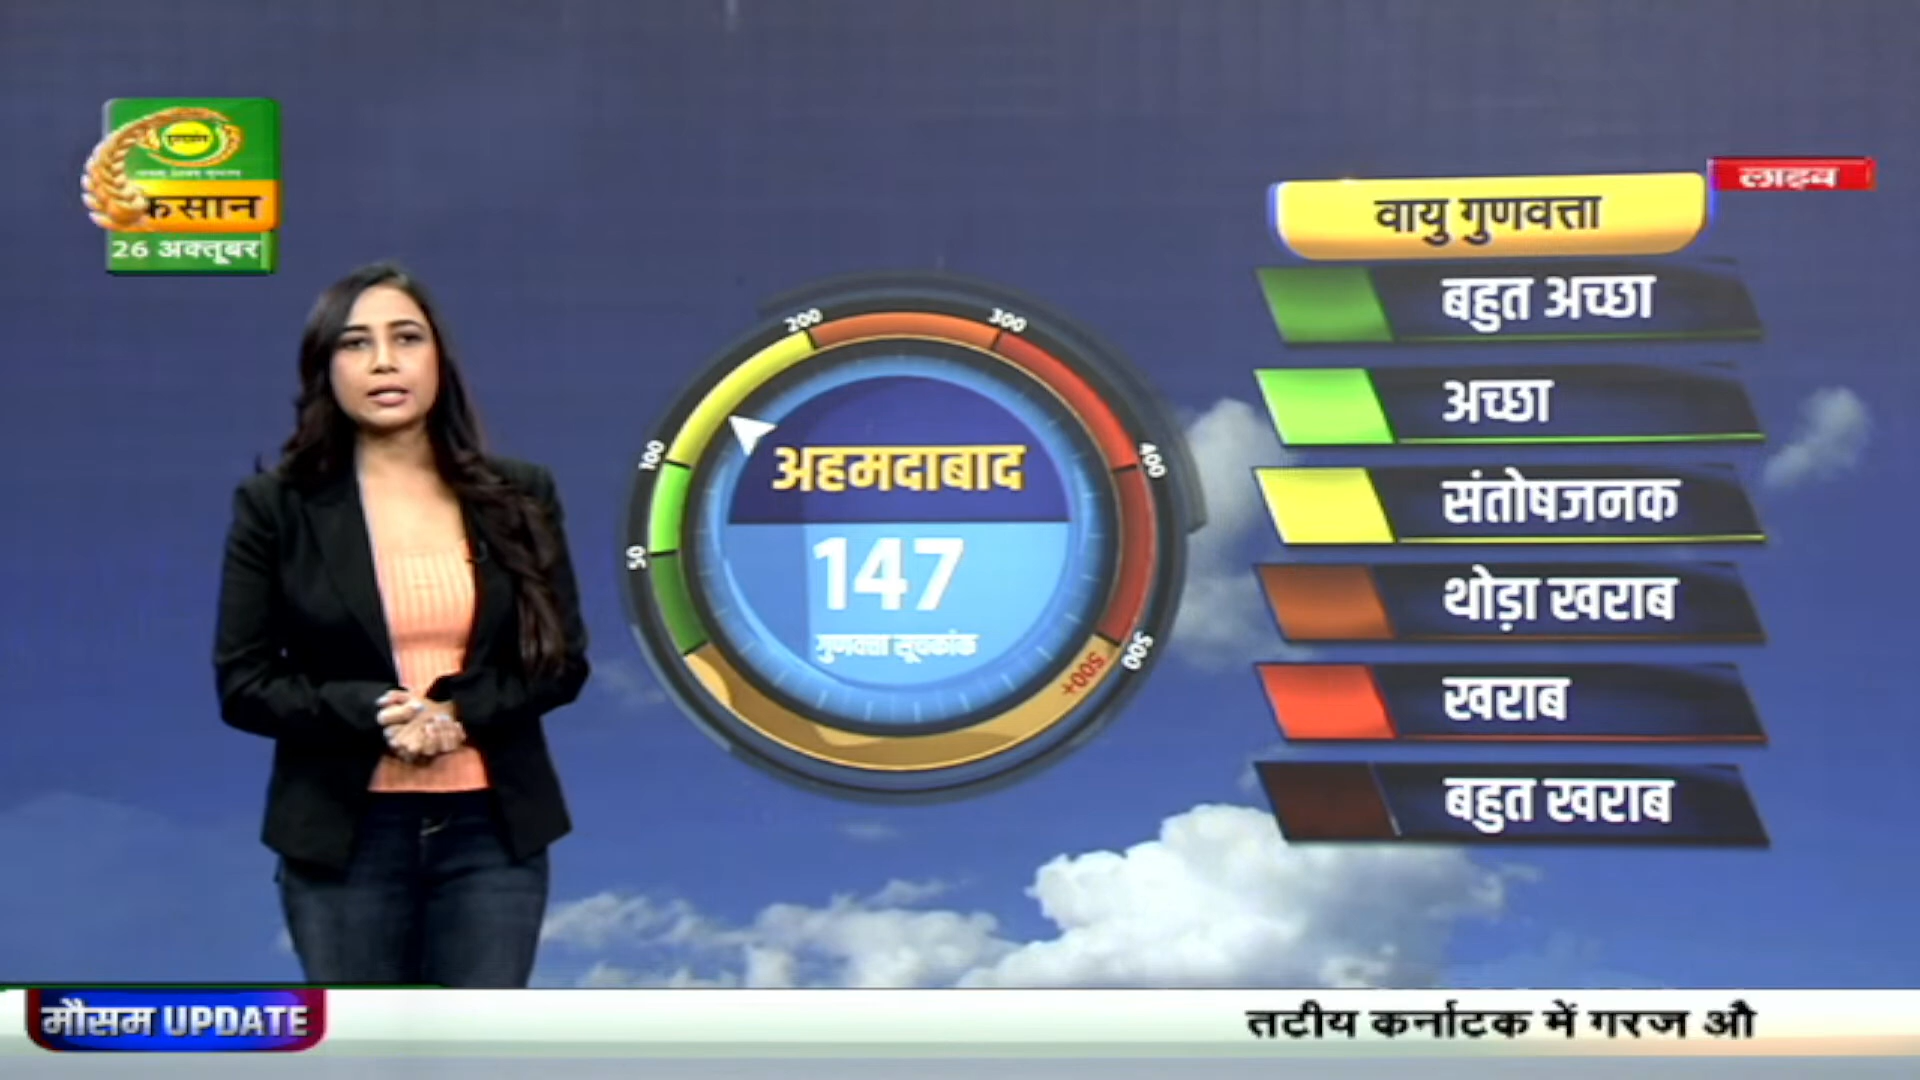 किसान
26 अक्तूबर
लाइव
वायु गुणवत्ता
बहुत अच्छा
अच्छा
संतोषजनक
थोड़ा खराब
खराब
बहुत खराब
200
300
100
400
50
500
500+
अहमदाबाद
147
गुणवत्ता सूचकांक
मौसम UPDATE
तटीय कर्नाटक में गरज औ